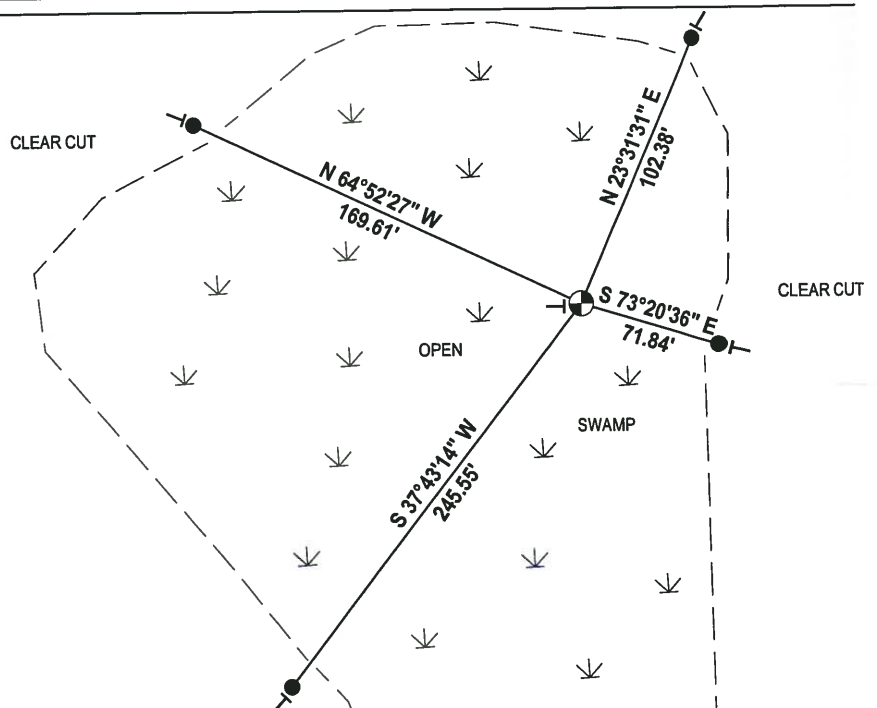 CLEAR CUT
N 64°52'27" W
169.61'
N 23°31'31" E
102.38'
S 73°20'36" E
71.84'
CLEAR CUT
OPEN
SWAMP
S 37°43'14" W
245.55'